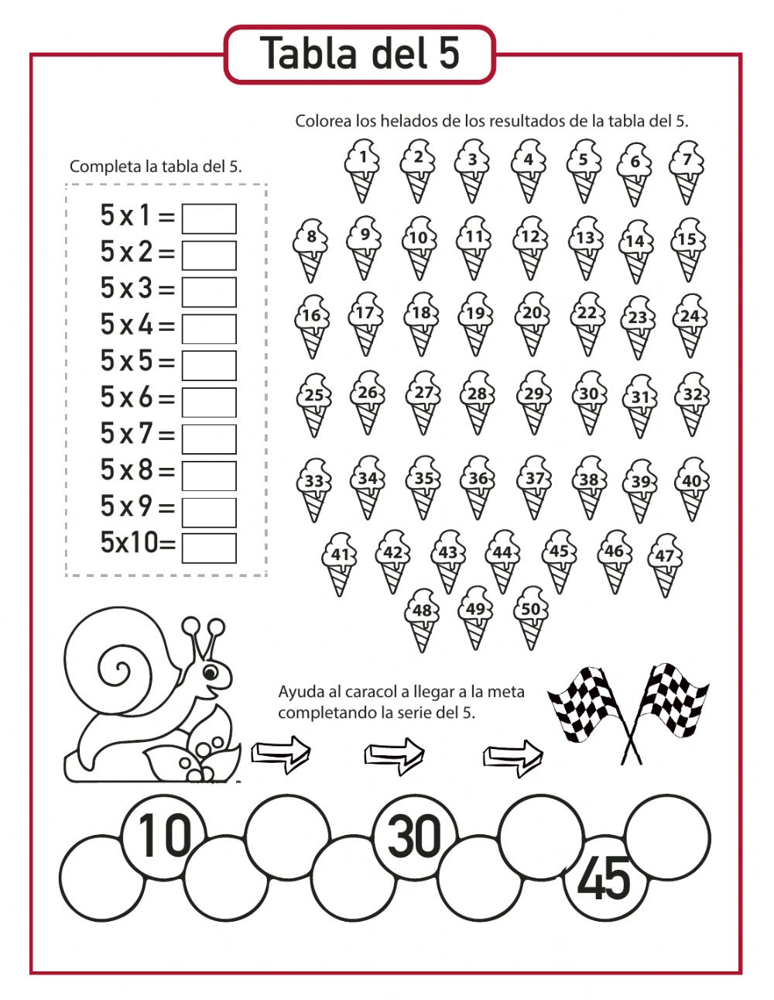 Tabla del 5
Colorea los helados de los resultados de la tabla del 5.
Completa la tabla del 5.
5 x 1 =
5 x 2 =
5 x 3 =
5 x 4 =
5 x 5 =
5 x 6 =
5 x 7 =
5 x 8 =
5 x 9 =
5x10=
1 2 3 4 5 6 7
8 9 10 11 12 13 14 15
16 17 18 19 20 22 23 24
25 26 27 28 29 30 31 32
33 34 35 36 37 38 39 40
41 42 43 44 45 46 47
48 49 50
Ayuda al caracol a llegar a la meta
completando la serie del 5.
10 30 45